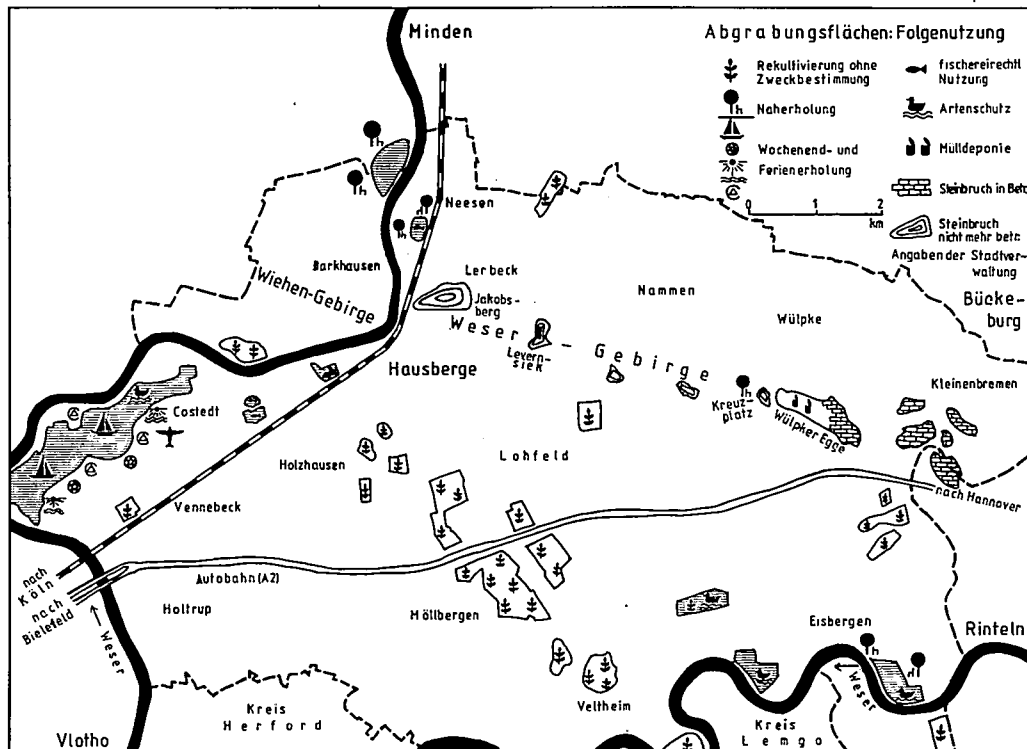 Minden
Abgrabungsflächen: Folgenutzung
Rekultivierung ohne
Zweckbestimmung
Naherholung
Wochenend- und
Ferienerholung
fischereirechtl
Nutzung
Artenschutz
Mülldeponie
Steinbruch in Betr
Steinbruch
nicht mehr betr.
0 1 2
km
Angaben der Stadtver-
waltung
Neesen
Barkhausen
Wiehen-Gebirge
Lerbeck
Jakobs-
berg
Nammen
Wülpke
Bücke-
burg
Weser-Gebirge
Levern-
siek
Hausberge
Kreuz-
platz
Wülpker Egge
Kleinenbremen
Costedt
Holzhausen
Lohfeld
Vennebeck
nach Hannover
nach
Köln
nach
Bielefeld
Autobahn (A2)
Holtrup
Möllbergen
Eisbergen
Rinteln
Weser
Weser
Veltheim
Kreis
Herford
Kreis
Lemgo
Vlotho